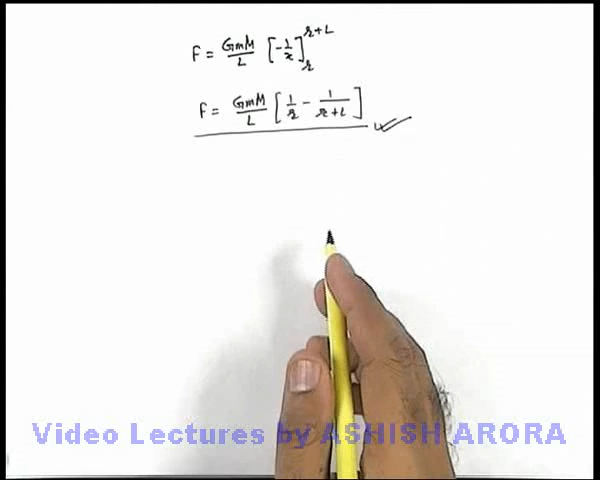 F = GmM/L [-1/x]_r^{r+L}
F = GmM/L [1/r - 1/(r+L)]
Video Lectures by ASHISH ARORA